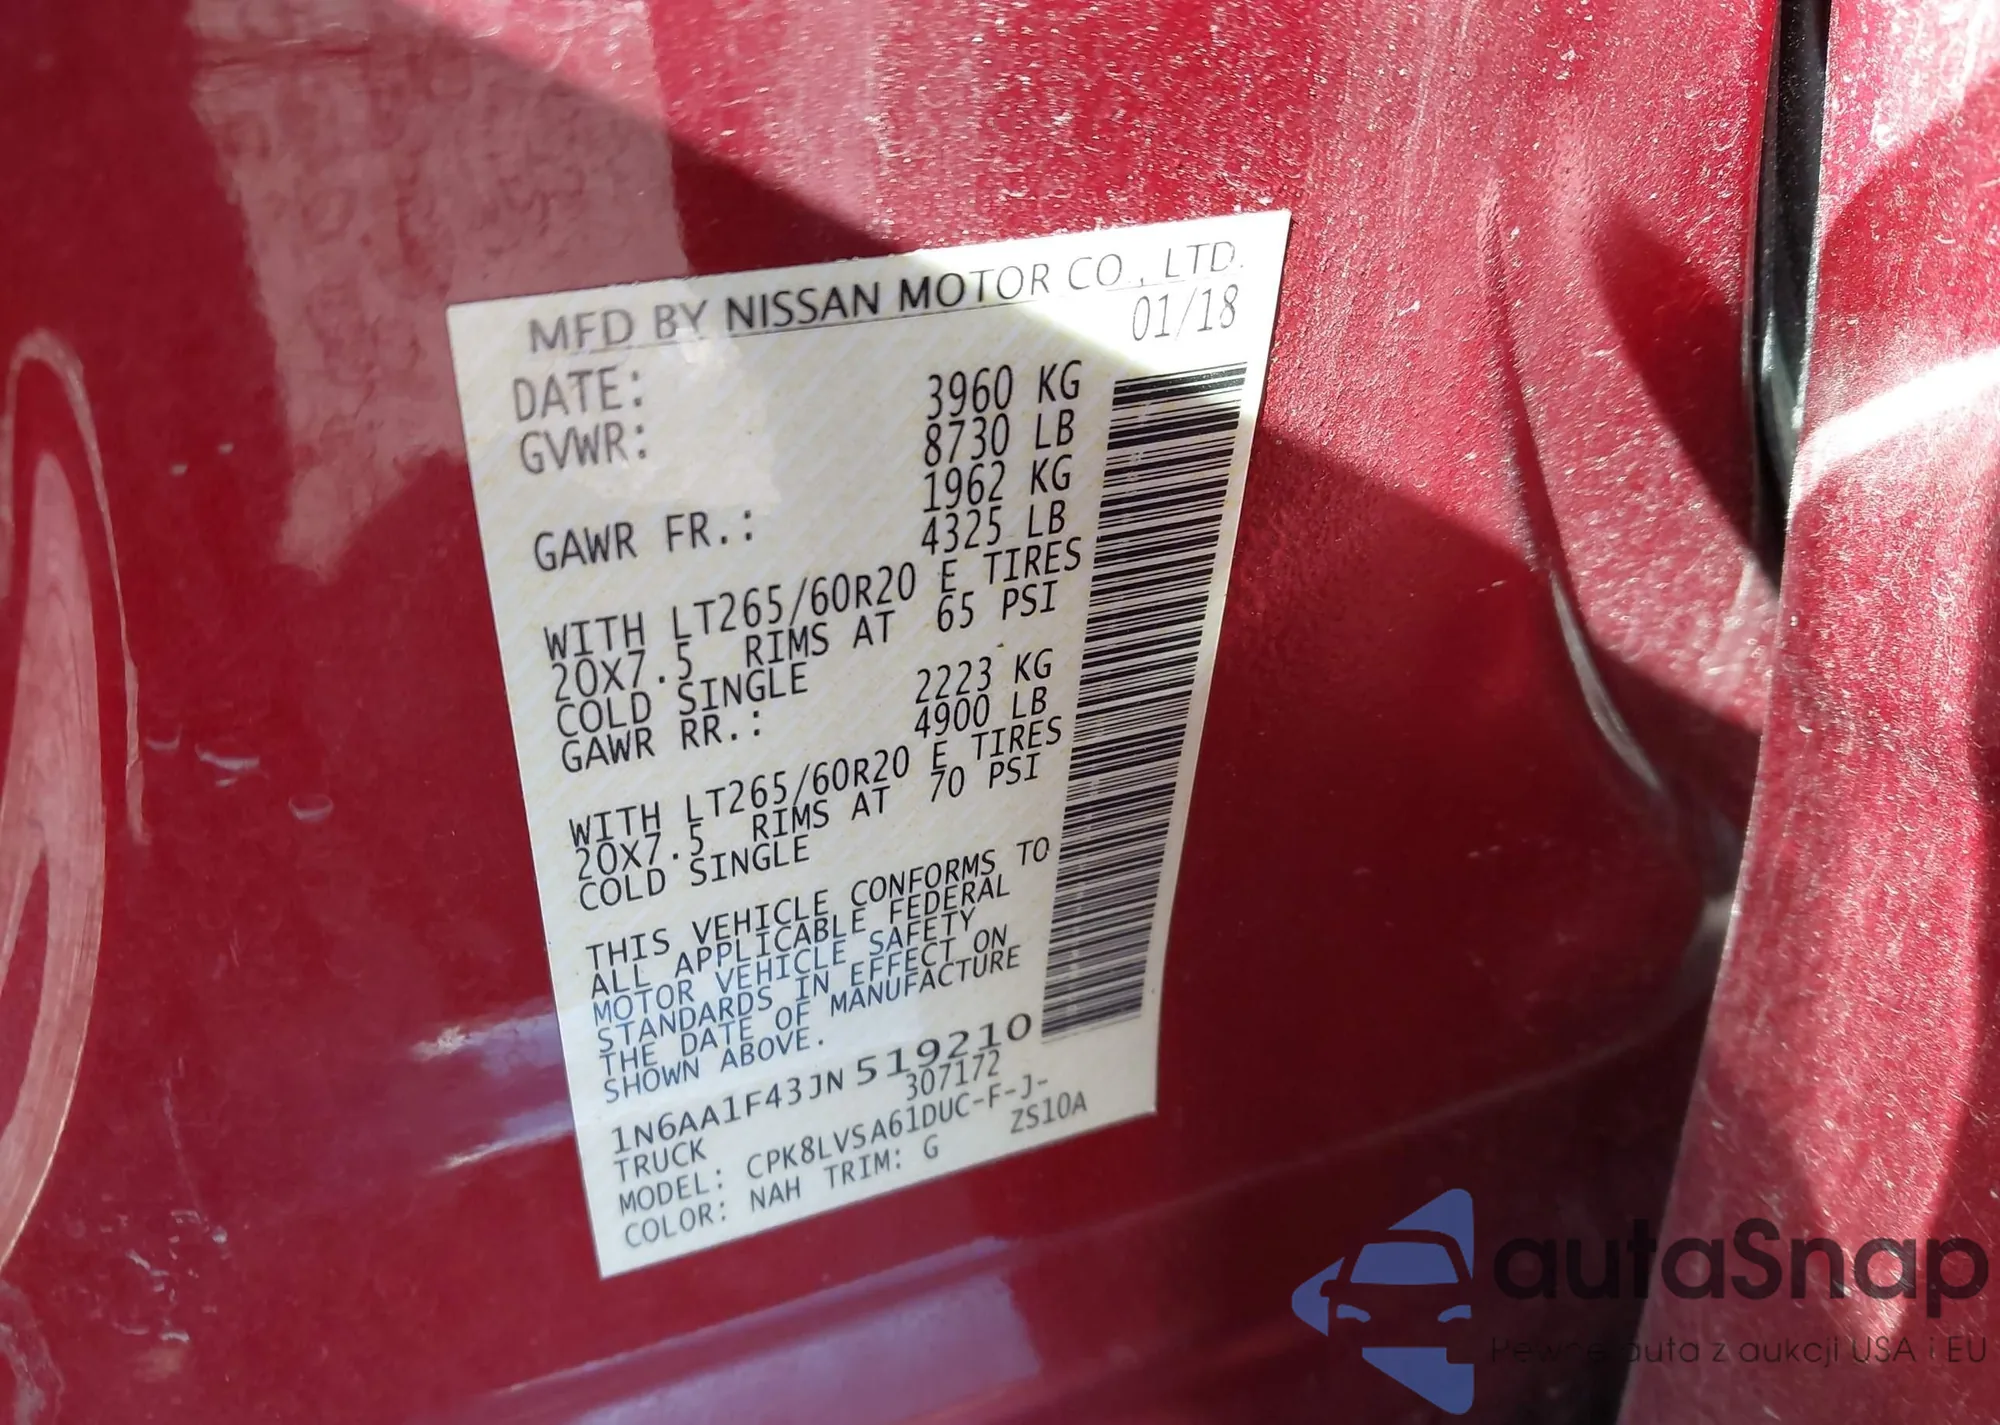 MFD BY NISSAN MOTOR CO., LTD.
DATE: 01/18
GVWR: 3960 KG
8730 LB
GAWR FR.: 1962 KG
4325 LB
WITH LT265/60R20 E TIRES
20X7.5 RIMS AT 65 PSI
COLD SINGLE
GAWR RR.: 2223 KG
4900 LB
WITH LT265/60R20 E TIRES
20X7.5 RIMS AT 70 PSI
COLD SINGLE
THIS VEHICLE CONFORMS TO
ALL APPLICABLE FEDERAL
MOTOR VEHICLE SAFETY
STANDARDS IN EFFECT ON
THE DATE OF MANUFACTURE
SHOWN ABOVE.
1N6AA1F43JN519210
TRUCK 307172
MODEL: CPK8LVSA61DUC-F-J-
COLOR: NAH TRIM: G ZS10A
autaSnap
Pewne auta z aukcji USA i EU